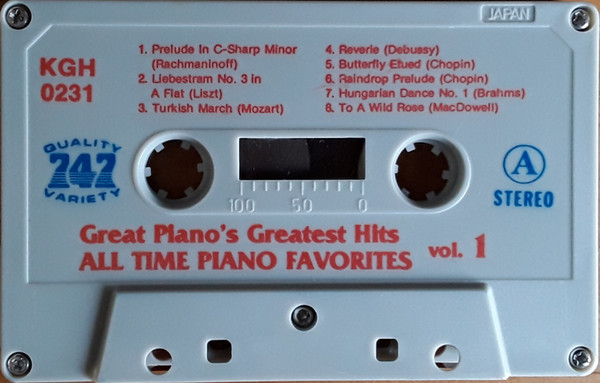 JAPAN
KGH
0231
1. Prelude In C-Sharp Minor
(Rachmaninoff)
2. Liebestram No. 3 in
A Flat (Liszt)
3. Turkish March (Mozart)
4. Reverie (Debussy)
5. Butterfly Etued (Chopin)
6. Raindrop Prelude (Chopin)
7. Hungarian Dance No. 1 (Brahms)
8. To A Wild Rose (MacDowell)
QUALITY
747
VARIETY
A
STEREO
100 50 0
Great Piano's Greatest Hits
ALL TIME PIANO FAVORITES vol. 1